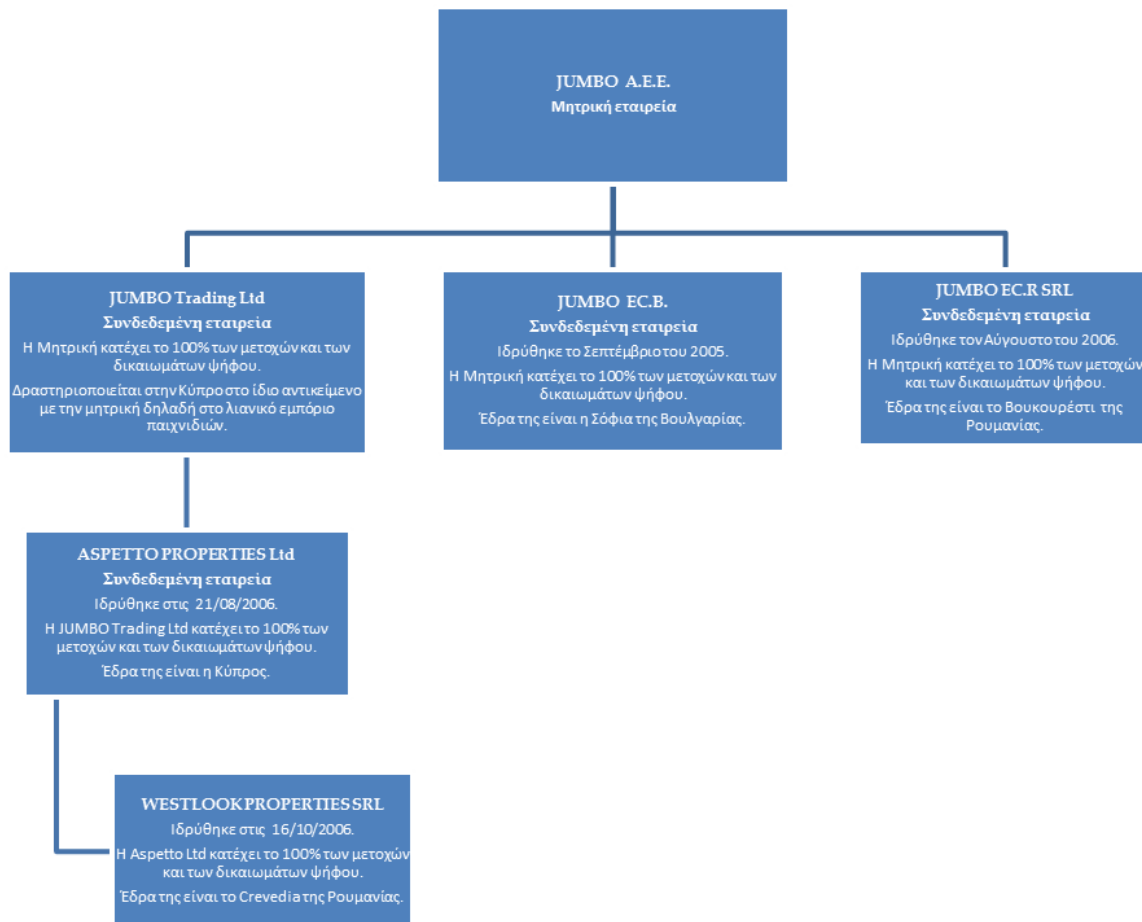 JUMBO A.E.E.
Μητρική εταιρεία
JUMBO Trading Ltd
Συνδεδεμένη εταιρεία
Η Μητρική κατέχει το 100% των μετοχών και των
δικαιωμάτων ψήφου.
Δραστηριοποιείται στην Κύπρο στο ίδιο αντικείμενο
με την μητρική δηλαδή στο λιανικό εμπόριο
παιχνιδιών.
JUMBO EC.B.
Συνδεδεμένη εταιρεία
Ιδρύθηκε το Σεπτέμβριο του 2005.
Η Μητρική κατέχει το 100% των μετοχών και των
δικαιωμάτων ψήφου.
Έδρα της είναι η Σόφια της Βουλγαρίας.
JUMBO EC.R SRL
Συνδεδεμένη εταιρεία
Ιδρύθηκε τον Αύγουστο του 2006.
Η Μητρική κατέχει το 100% των μετοχών
και των δικαιωμάτων ψήφου.
Έδρα της είναι το Βουκουρέστι της
Ρουμανίας.
ASPETTO PROPERTIES Ltd
Συνδεδεμένη εταιρεία
Ιδρύθηκε στις 21/08/2006.
Η JUMBO Trading Ltd κατέχει το 100% των
μετοχών και των δικαιωμάτων ψήφου.
Έδρα της είναι η Κύπρος.
WESTLOOK PROPERTIES SRL
Ιδρύθηκε στις 16/10/2006.
Η Aspetto Ltd κατέχει το 100% των μετοχών
και των δικαιωμάτων ψήφου.
Έδρα της είναι το Crevedia της Ρουμανίας.